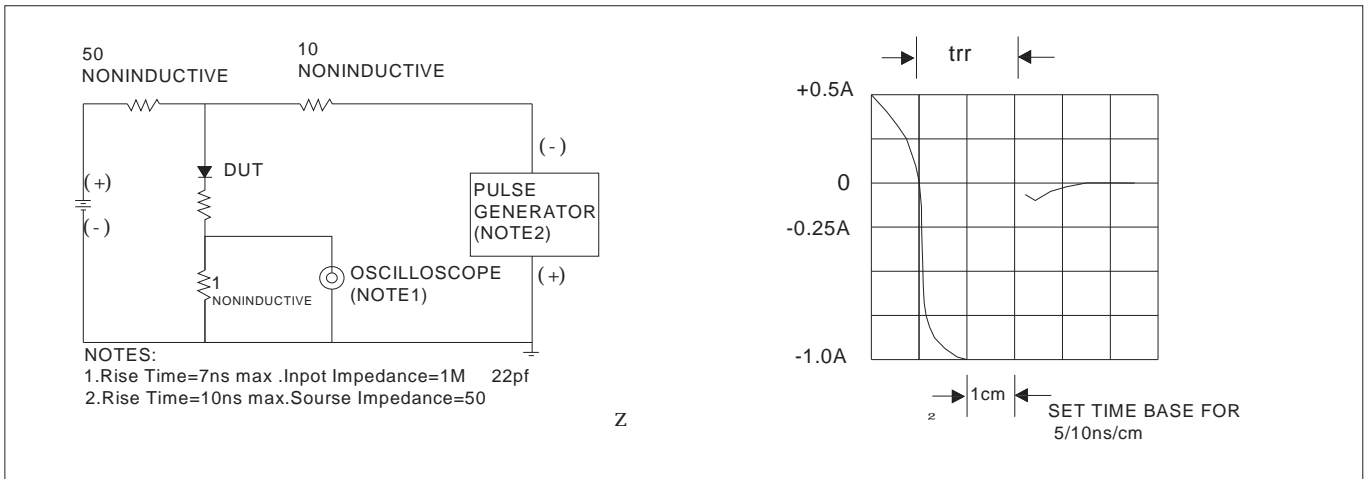 50
NONINDUCTIVE
10
NONINDUCTIVE
(+)
(-)
DUT
1
NONINDUCTIVE
OSCILLOSCOPE
(NOTE1)
(-)
PULSE
GENERATOR
(NOTE2)
(+)
NOTES:
1.Rise Time=7ns max .Inpot Impedance=1M 22pf
2.Rise Time=10ns max.Sourse Impedance=50
Z
trr
+0.5A
0
-0.25A
-1.0A
1cm
2
SET TIME BASE FOR
5/10ns/cm